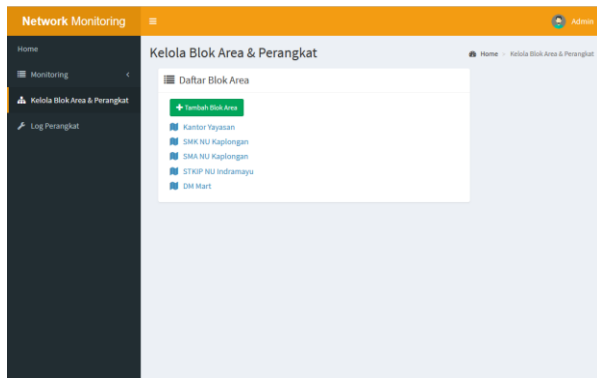 Network Monitoring
Admin
Home
Monitoring
Kelola Blok Area & Perangkat
Log Perangkat
Kelola Blok Area & Perangkat
Home > Kelola Blok Area & Perangkat
Daftar Blok Area
+ Tambah Blok Area
Kantor Yayasan
SMK NU Kaplongan
SMA NU Kaplongan
STKIP NU Indramayu
DM Mart